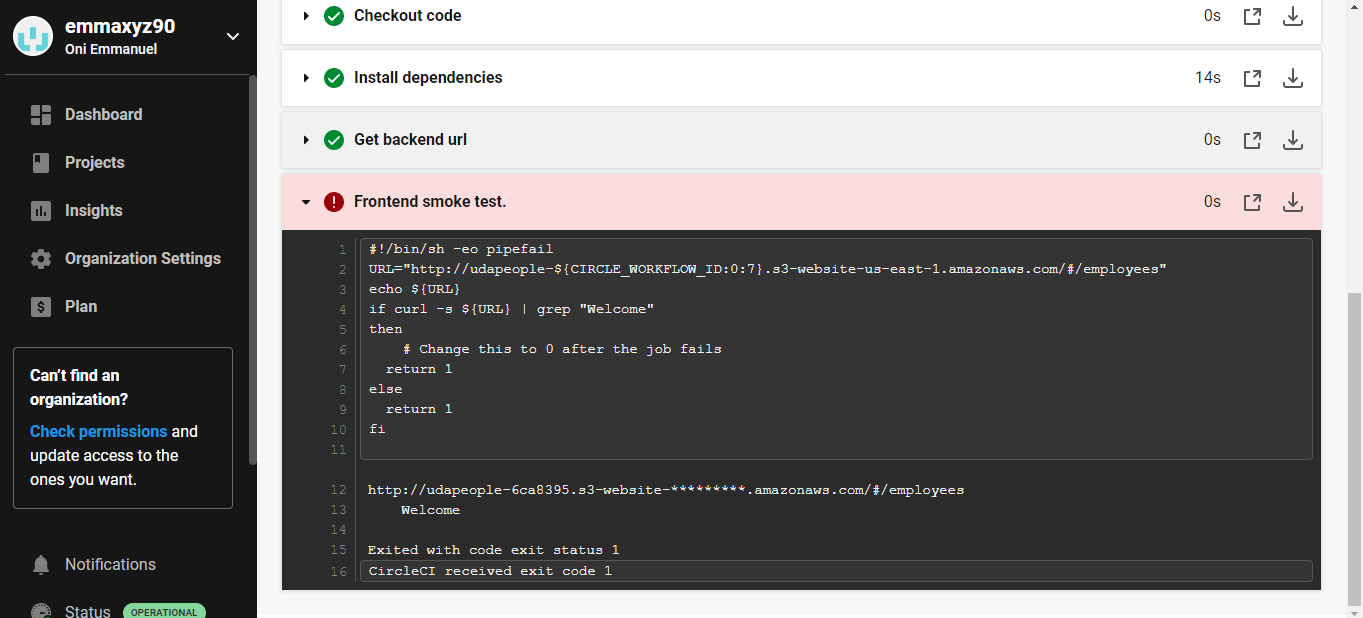 emmaxyz90
Oni Emmanuel
Dashboard
Projects
Insights
Organization Settings
Plan
Can't find an
organization?
Check permissions and
update access to the
ones you want.
Notifications
Status OPERATIONAL
Checkout code 0s
Install dependencies 14s
Get backend url 0s
Frontend smoke test. 0s
1 #!/bin/sh -eo pipefail
2 URL="http://udapeople-${CIRCLE_WORKFLOW_ID:0:7}.s3-website-us-east-1.amazonaws.com/#/employees"
3 echo ${URL}
4 if curl -s ${URL} | grep "Welcome"
5 then
6     # Change this to 0 after the job fails
7   return 1
8 else
9   return 1
10 fi
11
12 http://udapeople-6ca8395.s3-website-*********.amazonaws.com/#/employees
13     Welcome
14
15 Exited with code exit status 1
16 CircleCI received exit code 1